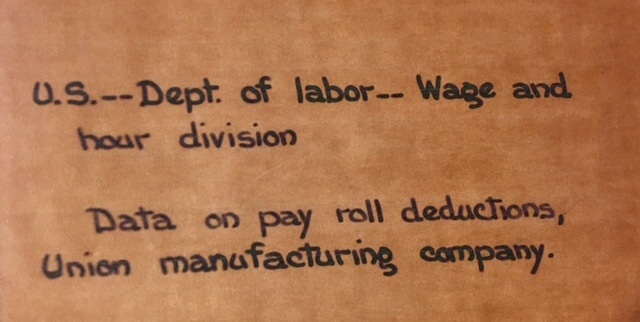 U.S.--Dept. of labor-- Wage and
hour division
Data on pay roll deductions,
Union manufacturing company.